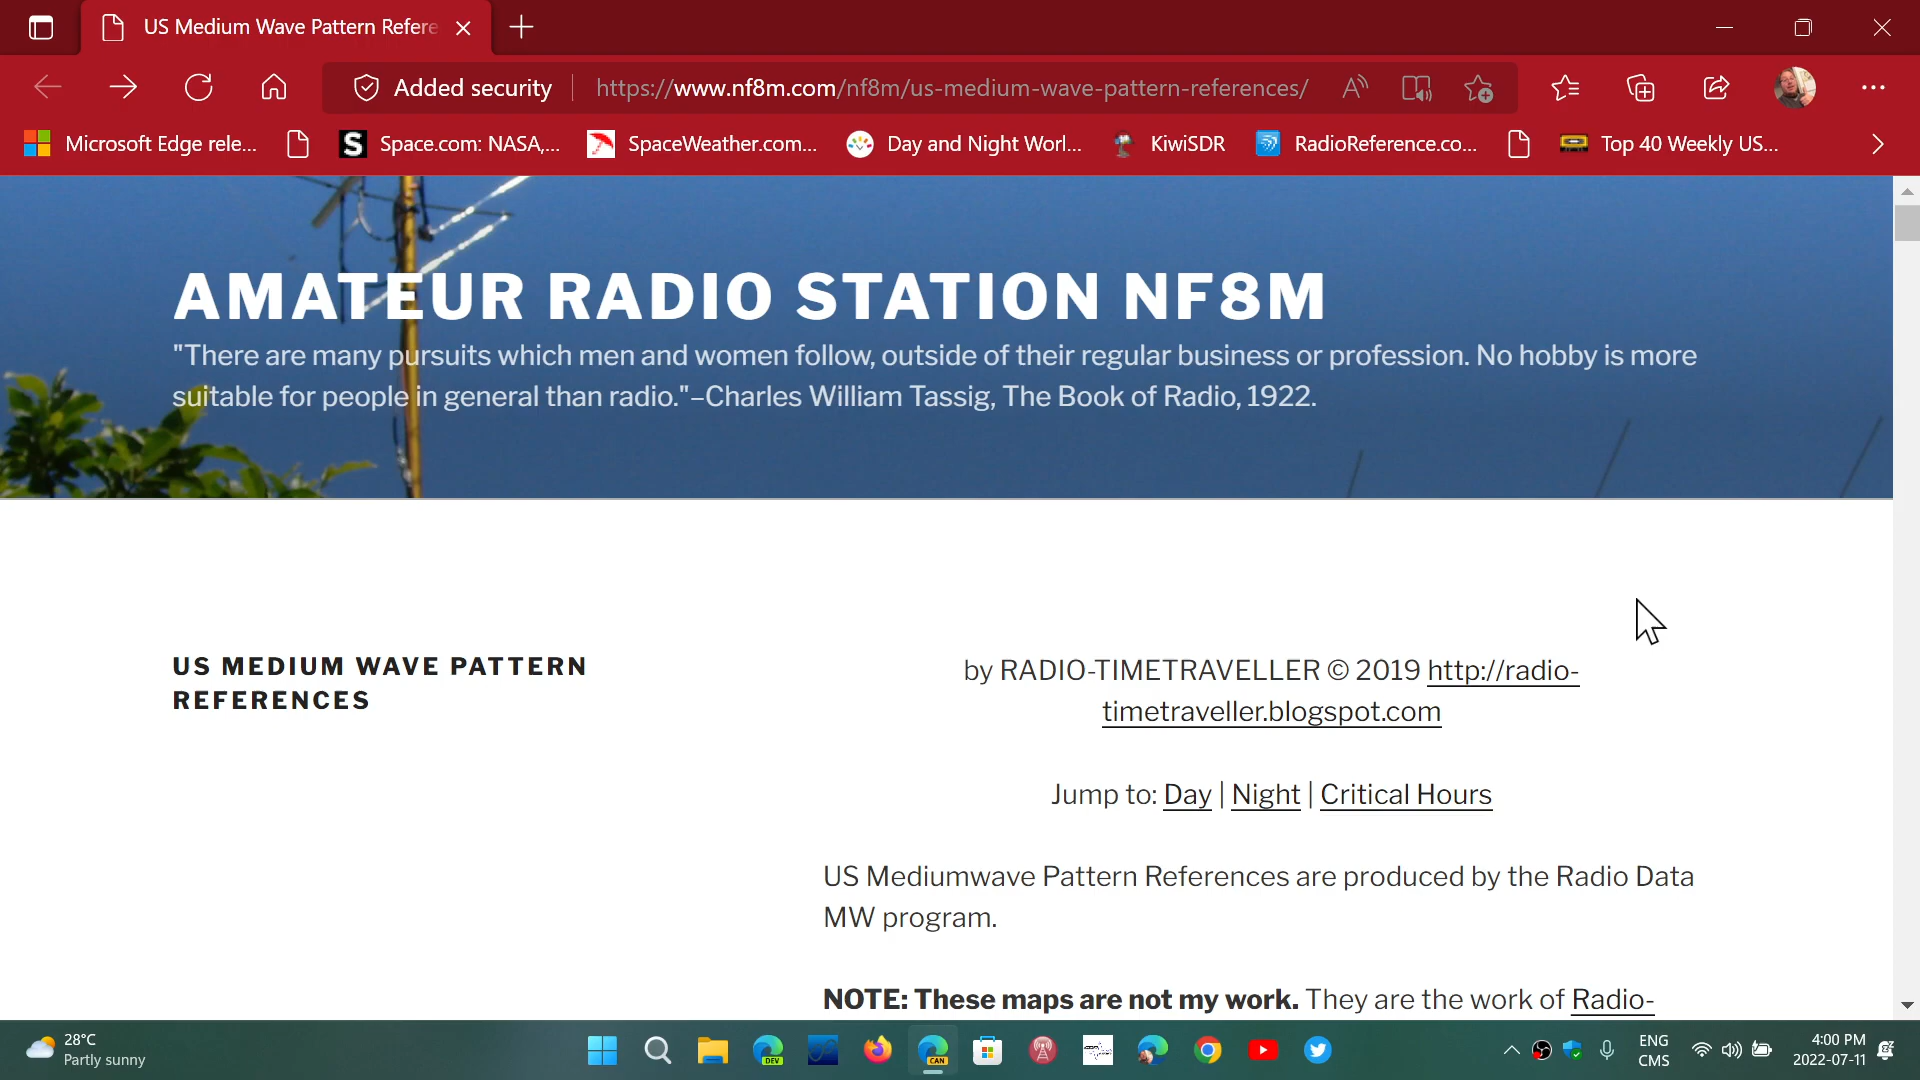 US Medium Wave Pattern Refere
Added security
https://www.nf8m.com/nf8m/us-medium-wave-pattern-references/
Microsoft Edge rele...
Space.com: NASA,...
SpaceWeather.com...
Day and Night Worl...
KiwiSDR
RadioReference.co...
Top 40 Weekly US...
AMATEUR RADIO STATION NF8M
"There are many pursuits which men and women follow, outside of their regular business or profession. No hobby is more
suitable for people in general than radio."–Charles William Tassig, The Book of Radio, 1922.
US MEDIUM WAVE PATTERN
REFERENCES
by RADIO-TIMETRAVELLER © 2019 http://radio-
timetraveller.blogspot.com
Jump to: Day | Night | Critical Hours
US Mediumwave Pattern References are produced by the Radio Data
MW program.
NOTE: These maps are not my work. They are the work of Radio-
28°C
Partly sunny
DEV
CAN
ENG
CMS
4:00 PM
2022-07-11